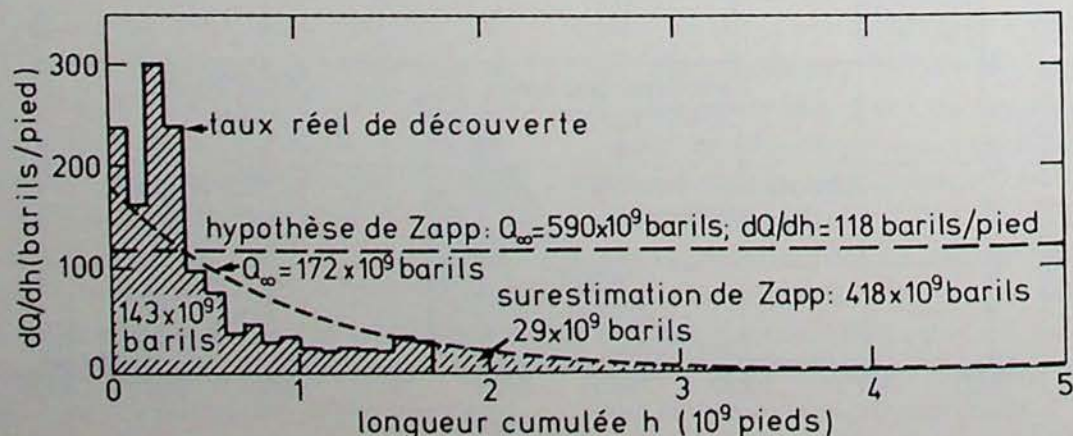 dQ/dh (barils/pied)
300
200
100
0
taux réel de découverte
hypothèse de Zapp: Q∞=590x10⁹ barils; dQ/dh=118 barils/pied
Q∞=172x10⁹ barils
surestimation de Zapp: 418x10⁹ barils
29x10⁹ barils
143x10⁹
barils
0 1 2 3 4 5
longueur cumulée h (10⁹ pieds)